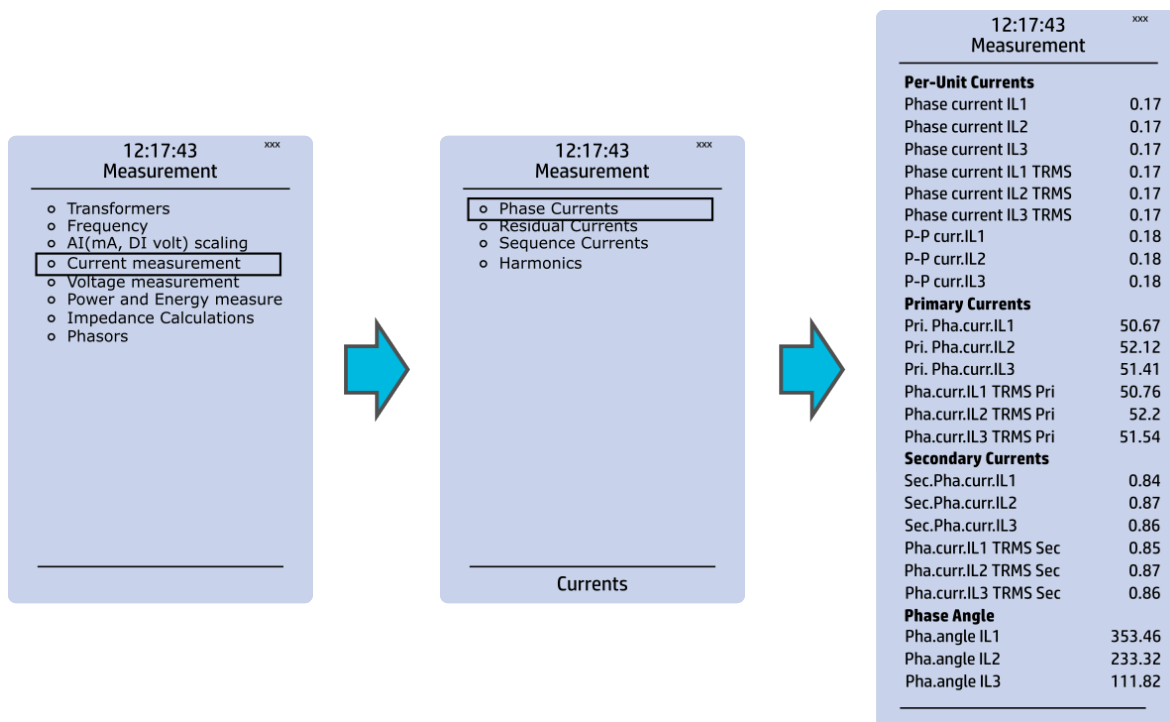 12:17:43 xxx
Measurement
Transformers
Frequency
AI(mA, DI volt) scaling
Current measurement
Voltage measurement
Power and Energy measure
Impedance Calculations
Phasors
12:17:43 xxx
Measurement
Phase Currents
Residual Currents
Sequence Currents
Harmonics
Currents
12:17:43 xxx
Measurement
Per-Unit Currents
Phase current IL1 0.17
Phase current IL2 0.17
Phase current IL3 0.17
Phase current IL1 TRMS 0.17
Phase current IL2 TRMS 0.17
Phase current IL3 TRMS 0.17
P-P curr.IL1 0.18
P-P curr.IL2 0.18
P-P curr.IL3 0.18
Primary Currents
Pri. Pha.curr.IL1 50.67
Pri. Pha.curr.IL2 52.12
Pri. Pha.curr.IL3 51.41
Pha.curr.IL1 TRMS Pri 50.76
Pha.curr.IL2 TRMS Pri 52.2
Pha.curr.IL3 TRMS Pri 51.54
Secondary Currents
Sec.Pha.curr.IL1 0.84
Sec.Pha.curr.IL2 0.87
Sec.Pha.curr.IL3 0.86
Pha.curr.IL1 TRMS Sec 0.85
Pha.curr.IL2 TRMS Sec 0.87
Pha.curr.IL3 TRMS Sec 0.86
Phase Angle
Pha.angle IL1 353.46
Pha.angle IL2 233.32
Pha.angle IL3 111.82